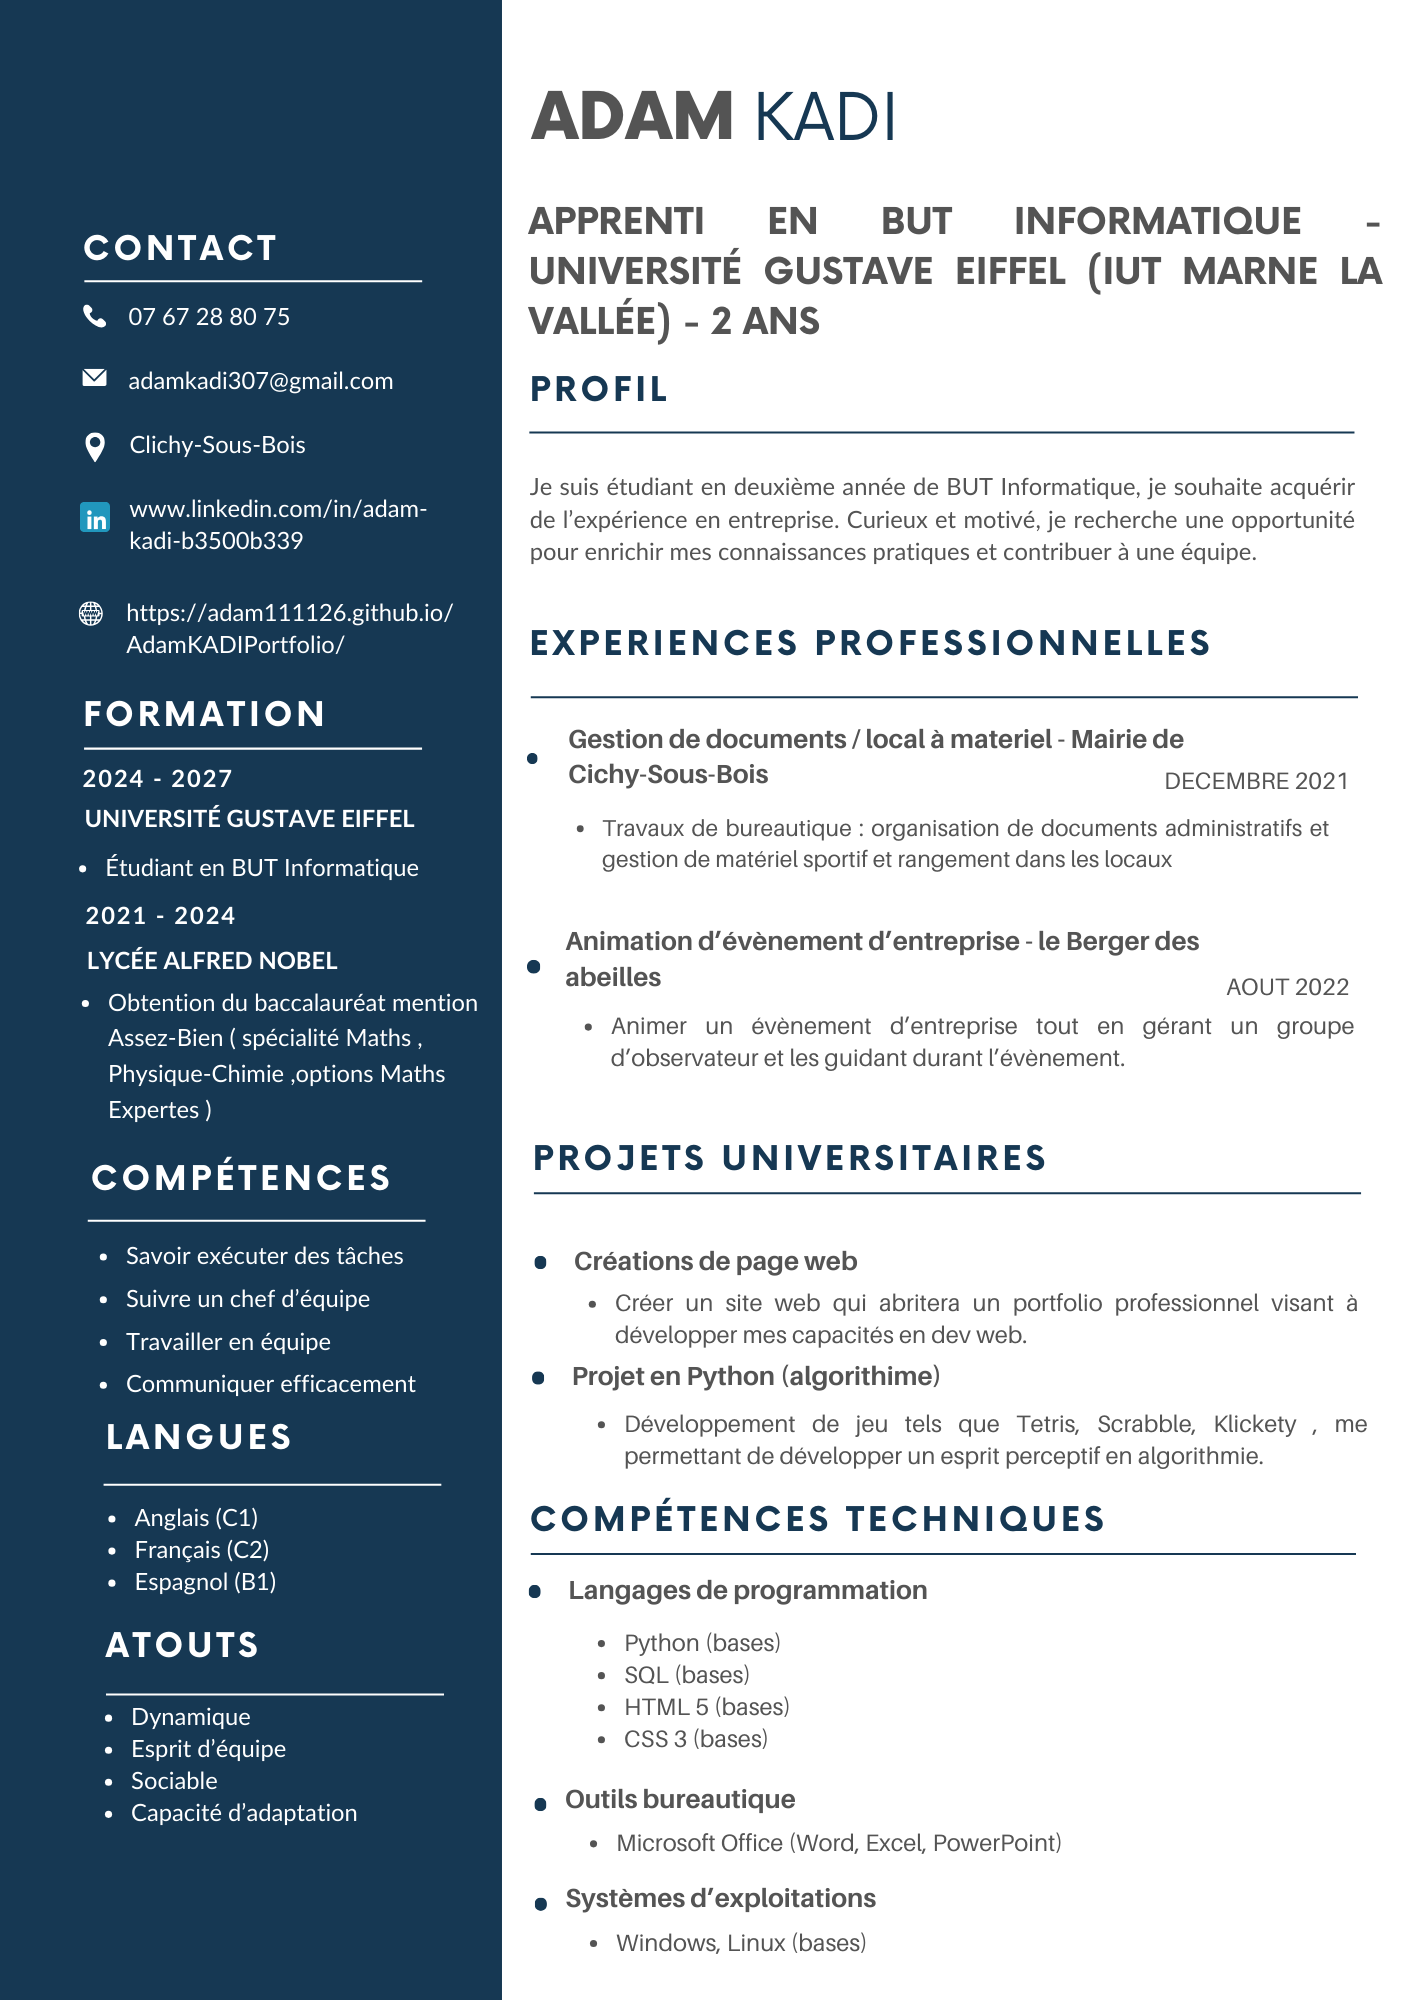 ADAM KADI
APPRENTI EN BUT INFORMATIQUE -
UNIVERSITÉ GUSTAVE EIFFEL (IUT MARNE LA
VALLÉE) - 2 ANS
CONTACT
07 67 28 80 75
adamkadi307@gmail.com
Clichy-Sous-Bois
www.linkedin.com/in/adam-
kadi-b3500b339
https://adam111126.github.io/
AdamKADIPortfolio/
FORMATION
2024 - 2027
UNIVERSITÉ GUSTAVE EIFFEL
• Étudiant en BUT Informatique
2021 - 2024
LYCÉE ALFRED NOBEL
• Obtention du baccalauréat mention
Assez-Bien ( spécialité Maths ,
Physique-Chimie ,options Maths
Expertes )
COMPÉTENCES
• Savoir exécuter des tâches
• Suivre un chef d’équipe
• Travailler en équipe
• Communiquer efficacement
LANGUES
• Anglais (C1)
• Français (C2)
• Espagnol (B1)
ATOUTS
• Dynamique
• Esprit d’équipe
• Sociable
• Capacité d’adaptation
PROFIL
Je suis étudiant en deuxième année de BUT Informatique, je souhaite acquérir
de l’expérience en entreprise. Curieux et motivé, je recherche une opportunité
pour enrichir mes connaissances pratiques et contribuer à une équipe.
EXPERIENCES PROFESSIONNELLES
• Gestion de documents / local à materiel - Mairie de
Cichy-Sous-Bois
DECEMBRE 2021
• Travaux de bureautique : organisation de documents administratifs et
gestion de matériel sportif et rangement dans les locaux
• Animation d’évènement d’entreprise - le Berger des
abeilles
AOUT 2022
• Animer un évènement d’entreprise tout en gérant un groupe
d’observateur et les guidant durant l’évènement.
PROJETS UNIVERSITAIRES
• Créations de page web
• Créer un site web qui abritera un portfolio professionnel visant à
développer mes capacités en dev web.
• Projet en Python (algorithime)
• Développement de jeu tels que Tetris, Scrabble, Klickety , me
permettant de développer un esprit perceptif en algorithmie.
COMPÉTENCES TECHNIQUES
• Langages de programmation
• Python (bases)
• SQL (bases)
• HTML 5 (bases)
• CSS 3 (bases)
• Outils bureautique
• Microsoft Office (Word, Excel, PowerPoint)
• Systèmes d’exploitations
• Windows, Linux (bases)